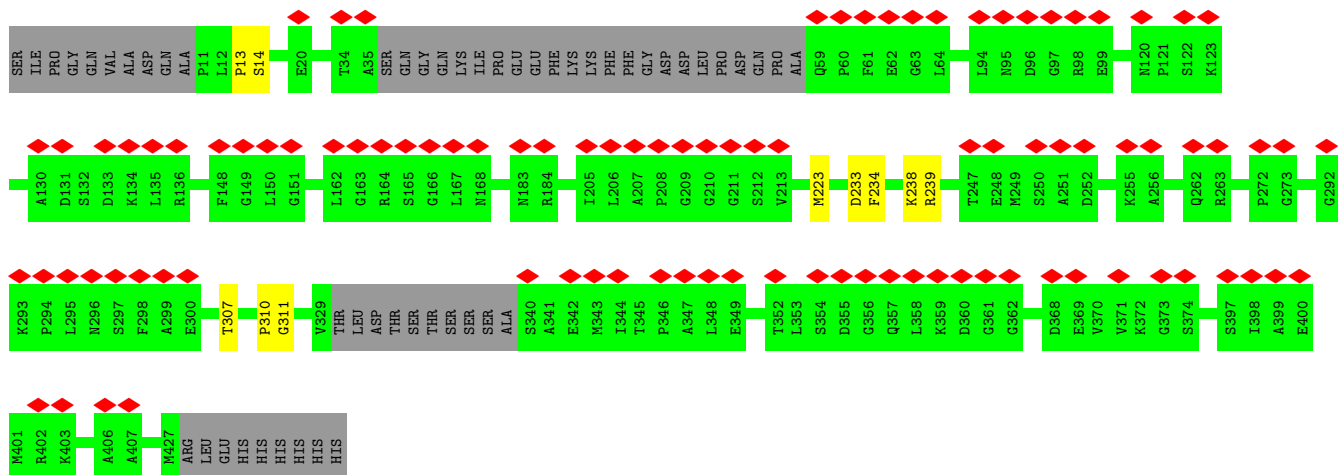 SER ILE PRO GLY GLN VAL ALA ASP GLN ALA P11 L12 P13 S14 E20 T34 A35 SER GLN GLY GLN LYS ILE PRO GLU GLU PHE LYS LYS PHE PHE GLY ASP ASP LEU PRO ASP GLN PRO ALA Q59 P60 F61 E62 G63 L64 L94 N95 D96 G97 R98 E99 N120 P121 S122 K123
A130 D131 S132 D133 K134 L135 R136 F148 G149 L150 G151 L162 G163 R164 S165 G166 L167 N168 N183 R184 I205 L206 A207 P208 G209 G210 G211 S212 V213 M223 D233 F234 K238 R239 T247 E248 M249 S250 A251 D252 K255 A256 Q262 R263 P272 G273 G292
K293 P294 L295 N296 S297 F298 A299 E300 T307 P310 G311 V329 THR LEU ASP THR SER THR SER SER SER ALA S340 A341 E342 M343 I344 T345 P346 A347 L348 E349 T352 L353 S354 D355 G356 Q357 L358 K359 D360 G361 G362 D368 E369 V370 V371 K372 G373 S374 S397 I398 A399 E400
M401 R402 K403 A406 A407 M427 ARG LEU GLU HIS HIS HIS HIS HIS HIS